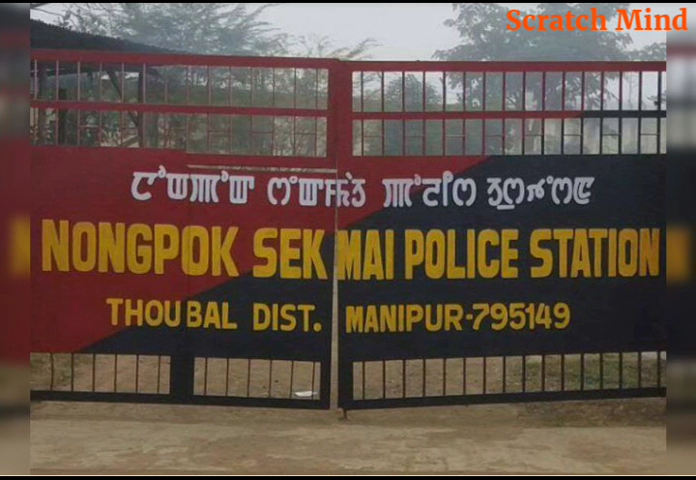 Scratch Mind
NONGPOK SEKMAI POLICE STATION
THOUBAL DIST. MANIPUR-795149